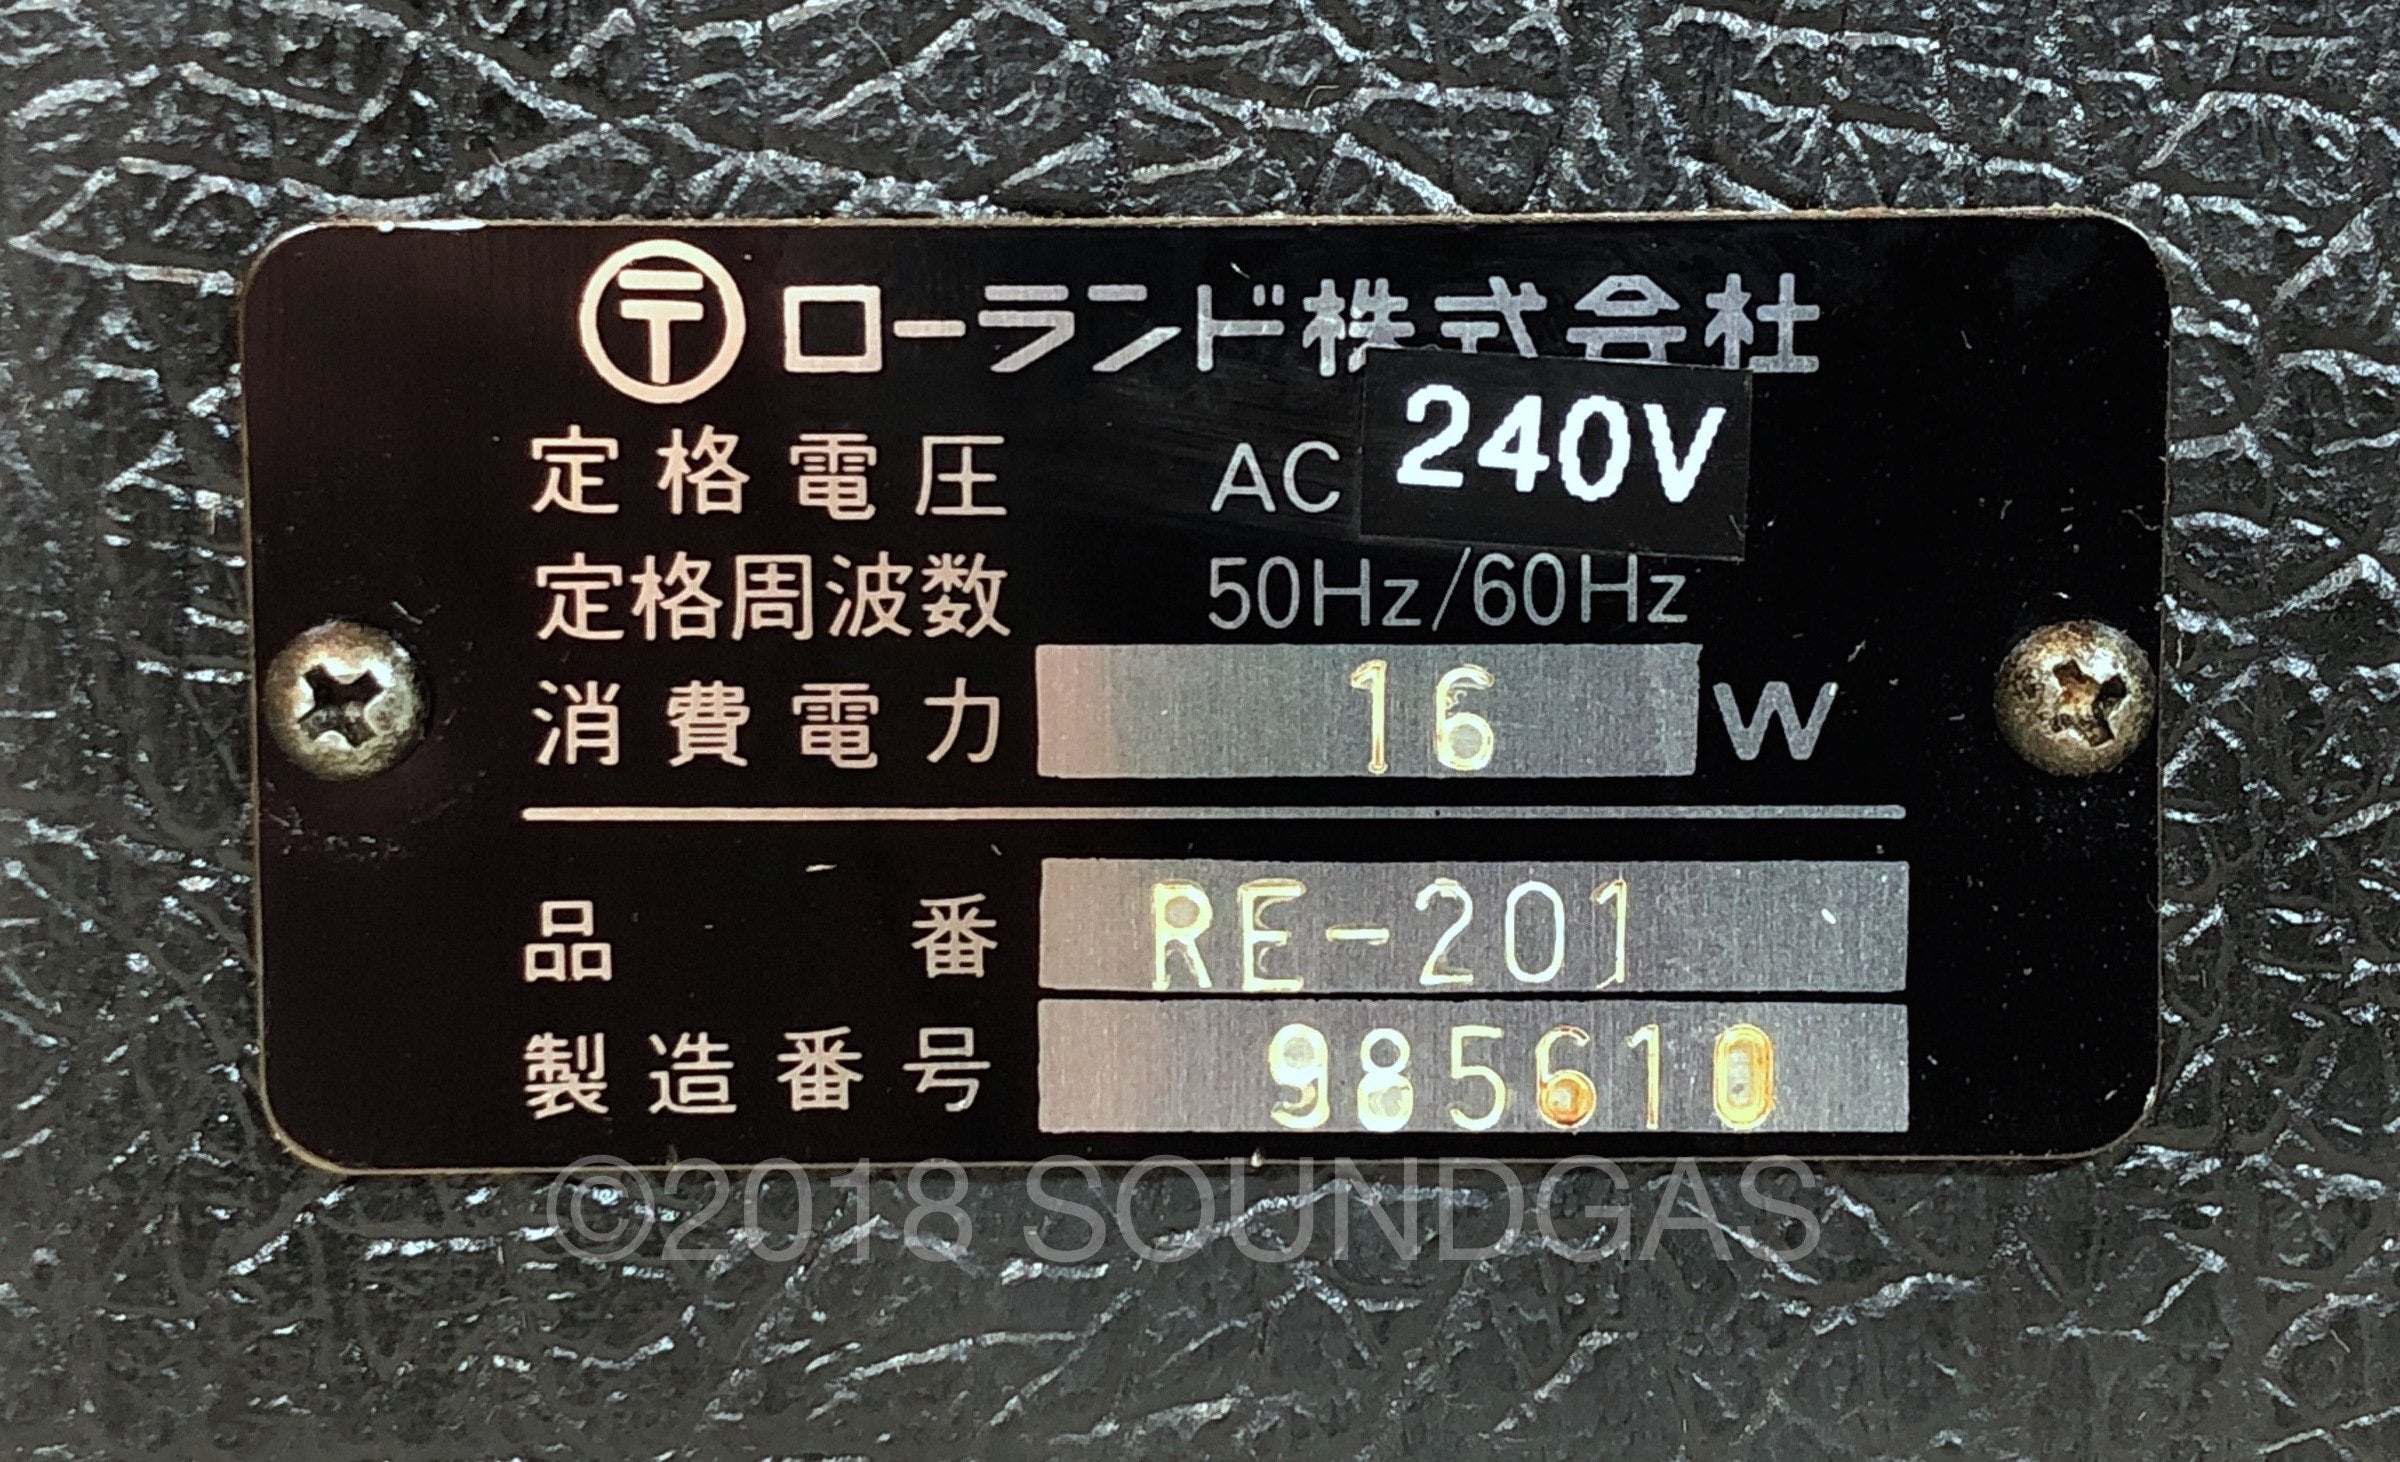 〒 ローランド株式会社
定格電圧 AC 240V
定格周波数 50Hz/60Hz
消費電力 16 W
品番 RE-201
製造番号 985610
©2018 SOUNDGAS